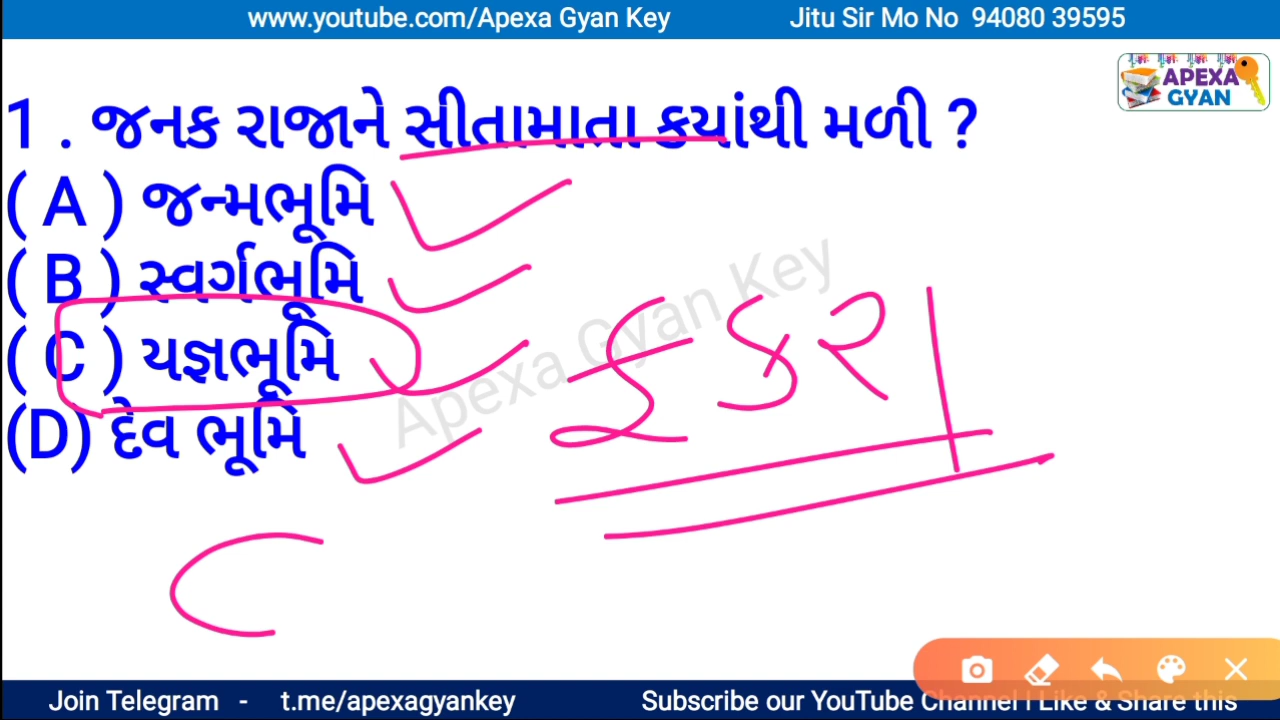 www.youtube.com/Apexa Gyan Key Jitu Sir Mo No 94080 39595
APEXA
GYAN
1 . જનક રાજાને સીતામાતા કયાંથી મળી ?
( A ) જન્મભૂમિ
( B ) સ્વર્ગભૂમિ
( C ) યજ્ઞભૂમિ
(D) દેવ ભૂમિ
Apexa Gyan Key
C
Join Telegram - t.me/apexagyankey Subscribe our YouTube Channel | Like & Share this